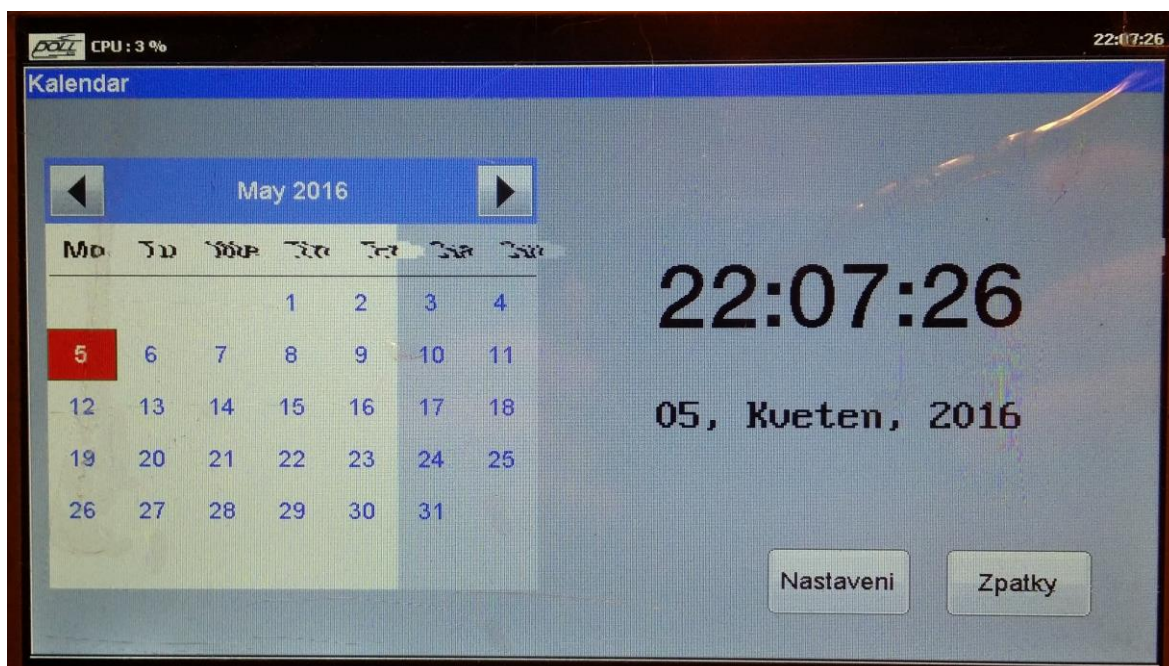 CPU : 3 %
22:07:26
Kalendar
May 2016
Mo
1 2 3 4
5 6 7 8 9 10 11
12 13 14 15 16 17 18
19 20 21 22 23 24 25
26 27 28 29 30 31
22:07:26
05, Kveten, 2016
Nastaveni
Zpatky